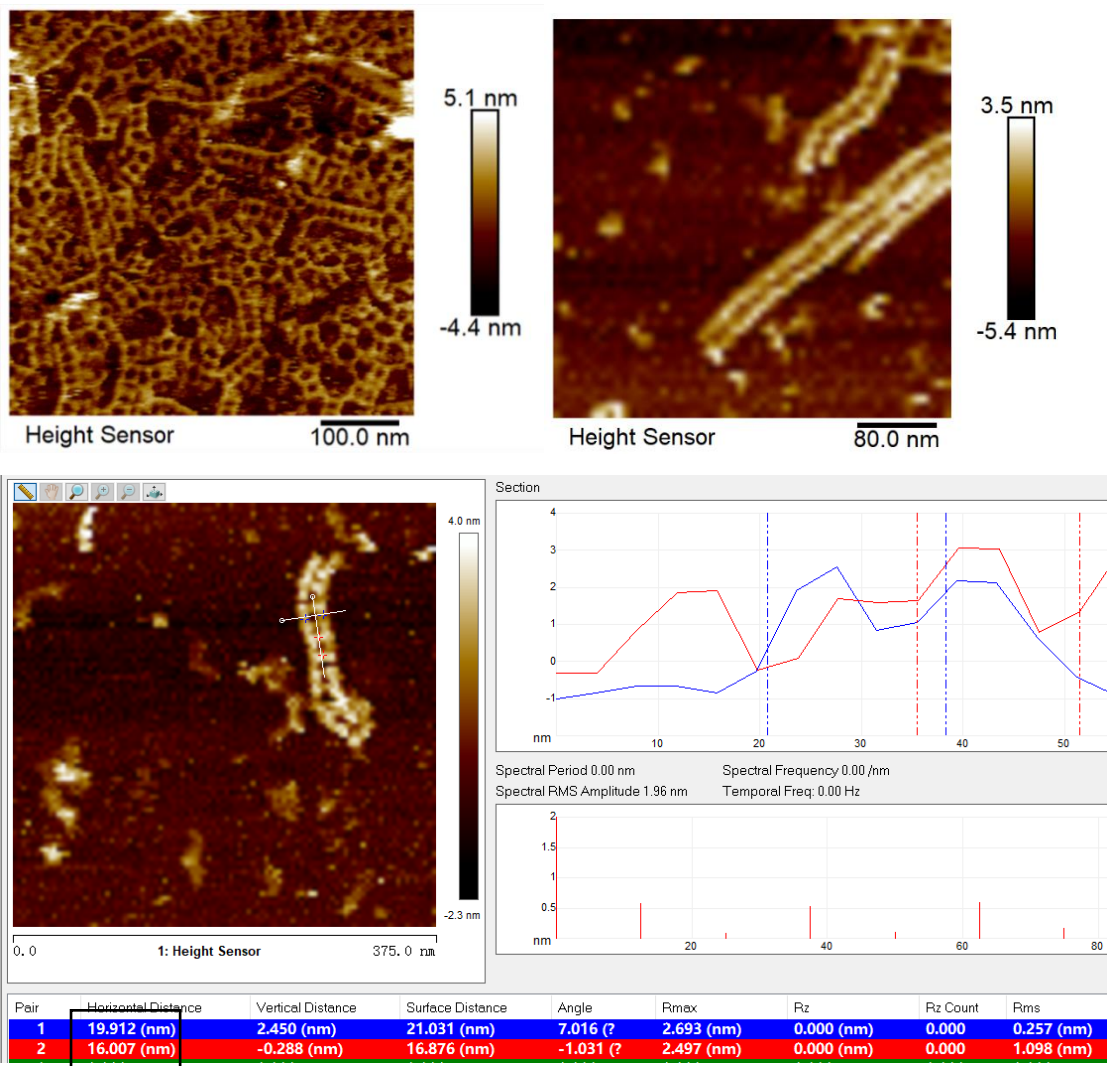 5.1 nm
-4.4 nm
Height Sensor
100.0 nm
3.5 nm
-5.4 nm
Height Sensor
80.0 nm
4.0 nm
-2.3 nm
0.0
1: Height Sensor
375.0 nm
Section
4
3
2
1
0
-1
nm
10
20
30
40
50
Spectral Period 0.00 nm
Spectral Frequency 0.00 /nm
Spectral RMS Amplitude 1.96 nm
Temporal Freq: 0.00 Hz
2
1.5
1
0.5
nm
20
40
60
80
Pair Horizontal Distance Vertical Distance Surface Distance Angle Rmax Rz Rz Count Rms
1 19.912 (nm) 2.450 (nm) 21.031 (nm) 7.016 (? 2.693 (nm) 0.000 (nm) 0.000 0.257 (nm)
2 16.007 (nm) -0.288 (nm) 16.876 (nm) -1.031 (? 2.497 (nm) 0.000 (nm) 0.000 1.098 (nm)